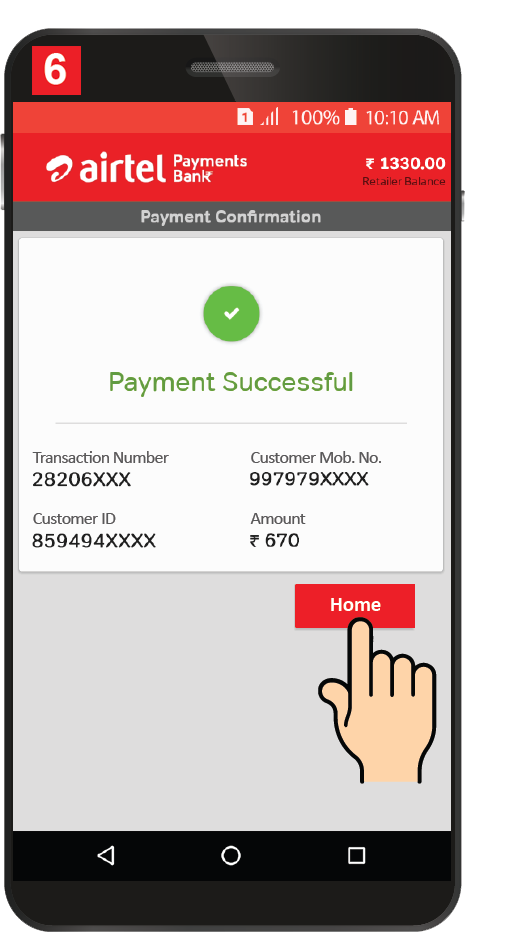 6
1 100% 10:10 AM
airtel Payments Bank
₹ 1330.00
Retailer Balance
Payment Confirmation
Payment Successful
Transaction Number Customer Mob. No.
28206XXX 997979XXXX
Customer ID Amount
859494XXXX ₹ 670
Home